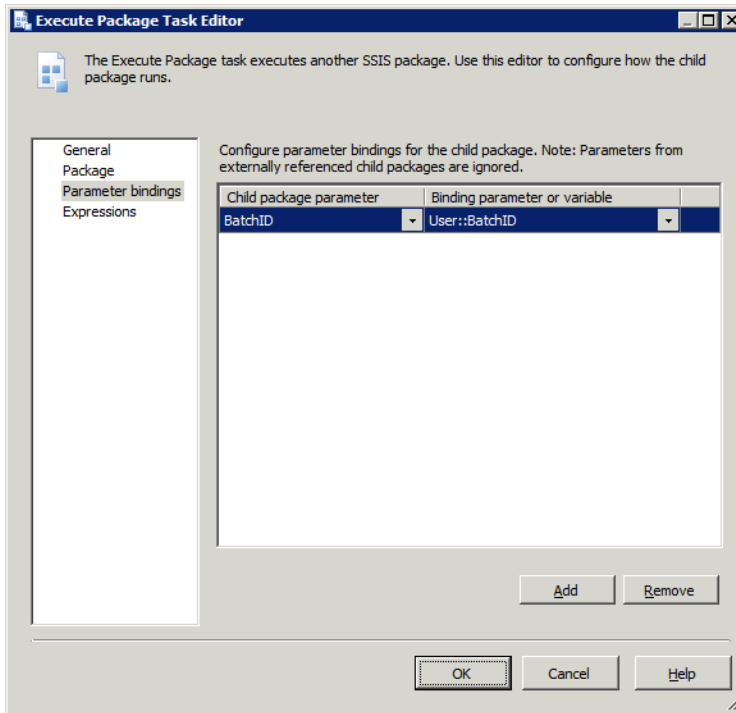 Execute Package Task Editor
The Execute Package task executes another SSIS package. Use this editor to configure how the child
package runs.
General
Package
Parameter bindings
Expressions
Configure parameter bindings for the child package. Note: Parameters from
externally referenced child packages are ignored.
Child package parameter Binding parameter or variable
BatchID User::BatchID
Add Remove
OK Cancel Help